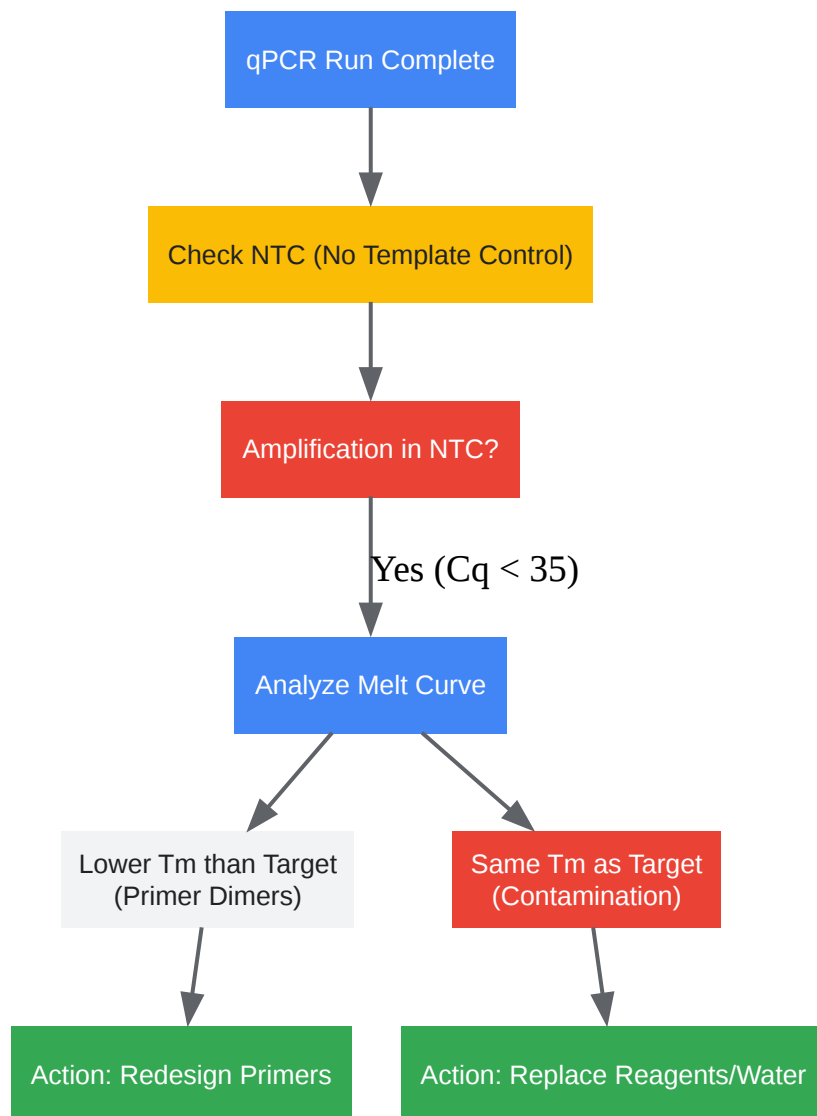 qPCR Run Complete
Check NTC (No Template Control)
Amplification in NTC?
Yes (Cq < 35)
Analyze Melt Curve
Lower Tm than Target
(Primer Dimers)
Same Tm as Target
(Contamination)
Action: Redesign Primers
Action: Replace Reagents/Water